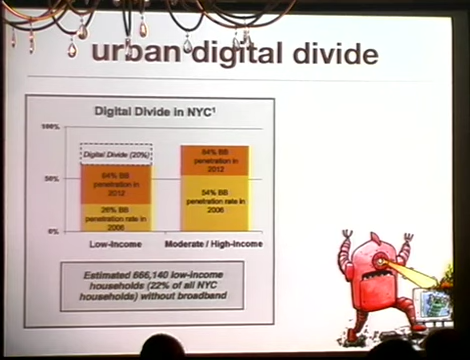 urban digital divide
Digital Divide in NYC¹
100%
Digital Divide (20%)
64% BB
penetration in
2012
26% BB
penetration rate in
2006
84% BB
penetration in
2012
54% BB
penetration rate in
2006
50%
0%
Low-Income
Moderate / High-Income
Estimated 666,140 low-income
households (22% of all NYC
households) without broadband